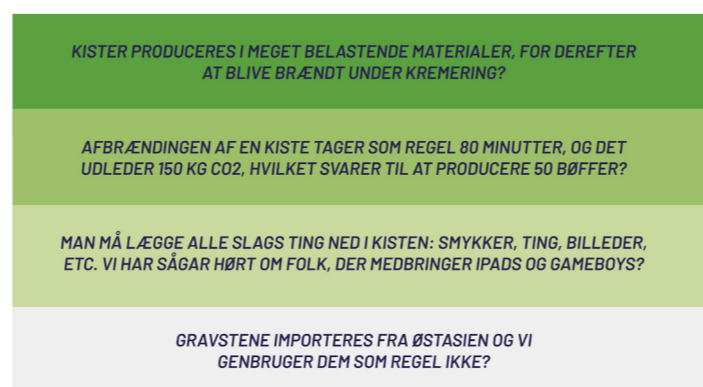 KISTER PRODUCERES I MEGET BELASTENDE MATERIALER, FOR DEREFTER
AT BLIVE BRÆNDT UNDER KREMERING?
AFBRÆNDINGEN AF EN KISTE TAGER SOM REGEL 80 MINUTTER, OG DET
UDLEDER 150 KG CO2, HVILKET SVARER TIL AT PRODUCERE 50 BØFFER?
MAN MÅ LÆGGE ALLE SLAGS TING NED I KISTEN: SMYKKER, TING, BILLEDER,
ETC. VI HAR SÅGAR HØRT OM FOLK, DER MEDBRINGER IPADS OG GAMEBOYS?
GRAVSTENE IMPORTERES FRA ØSTASIEN OG VI
GENBRUGER DEM SOM REGEL IKKE?